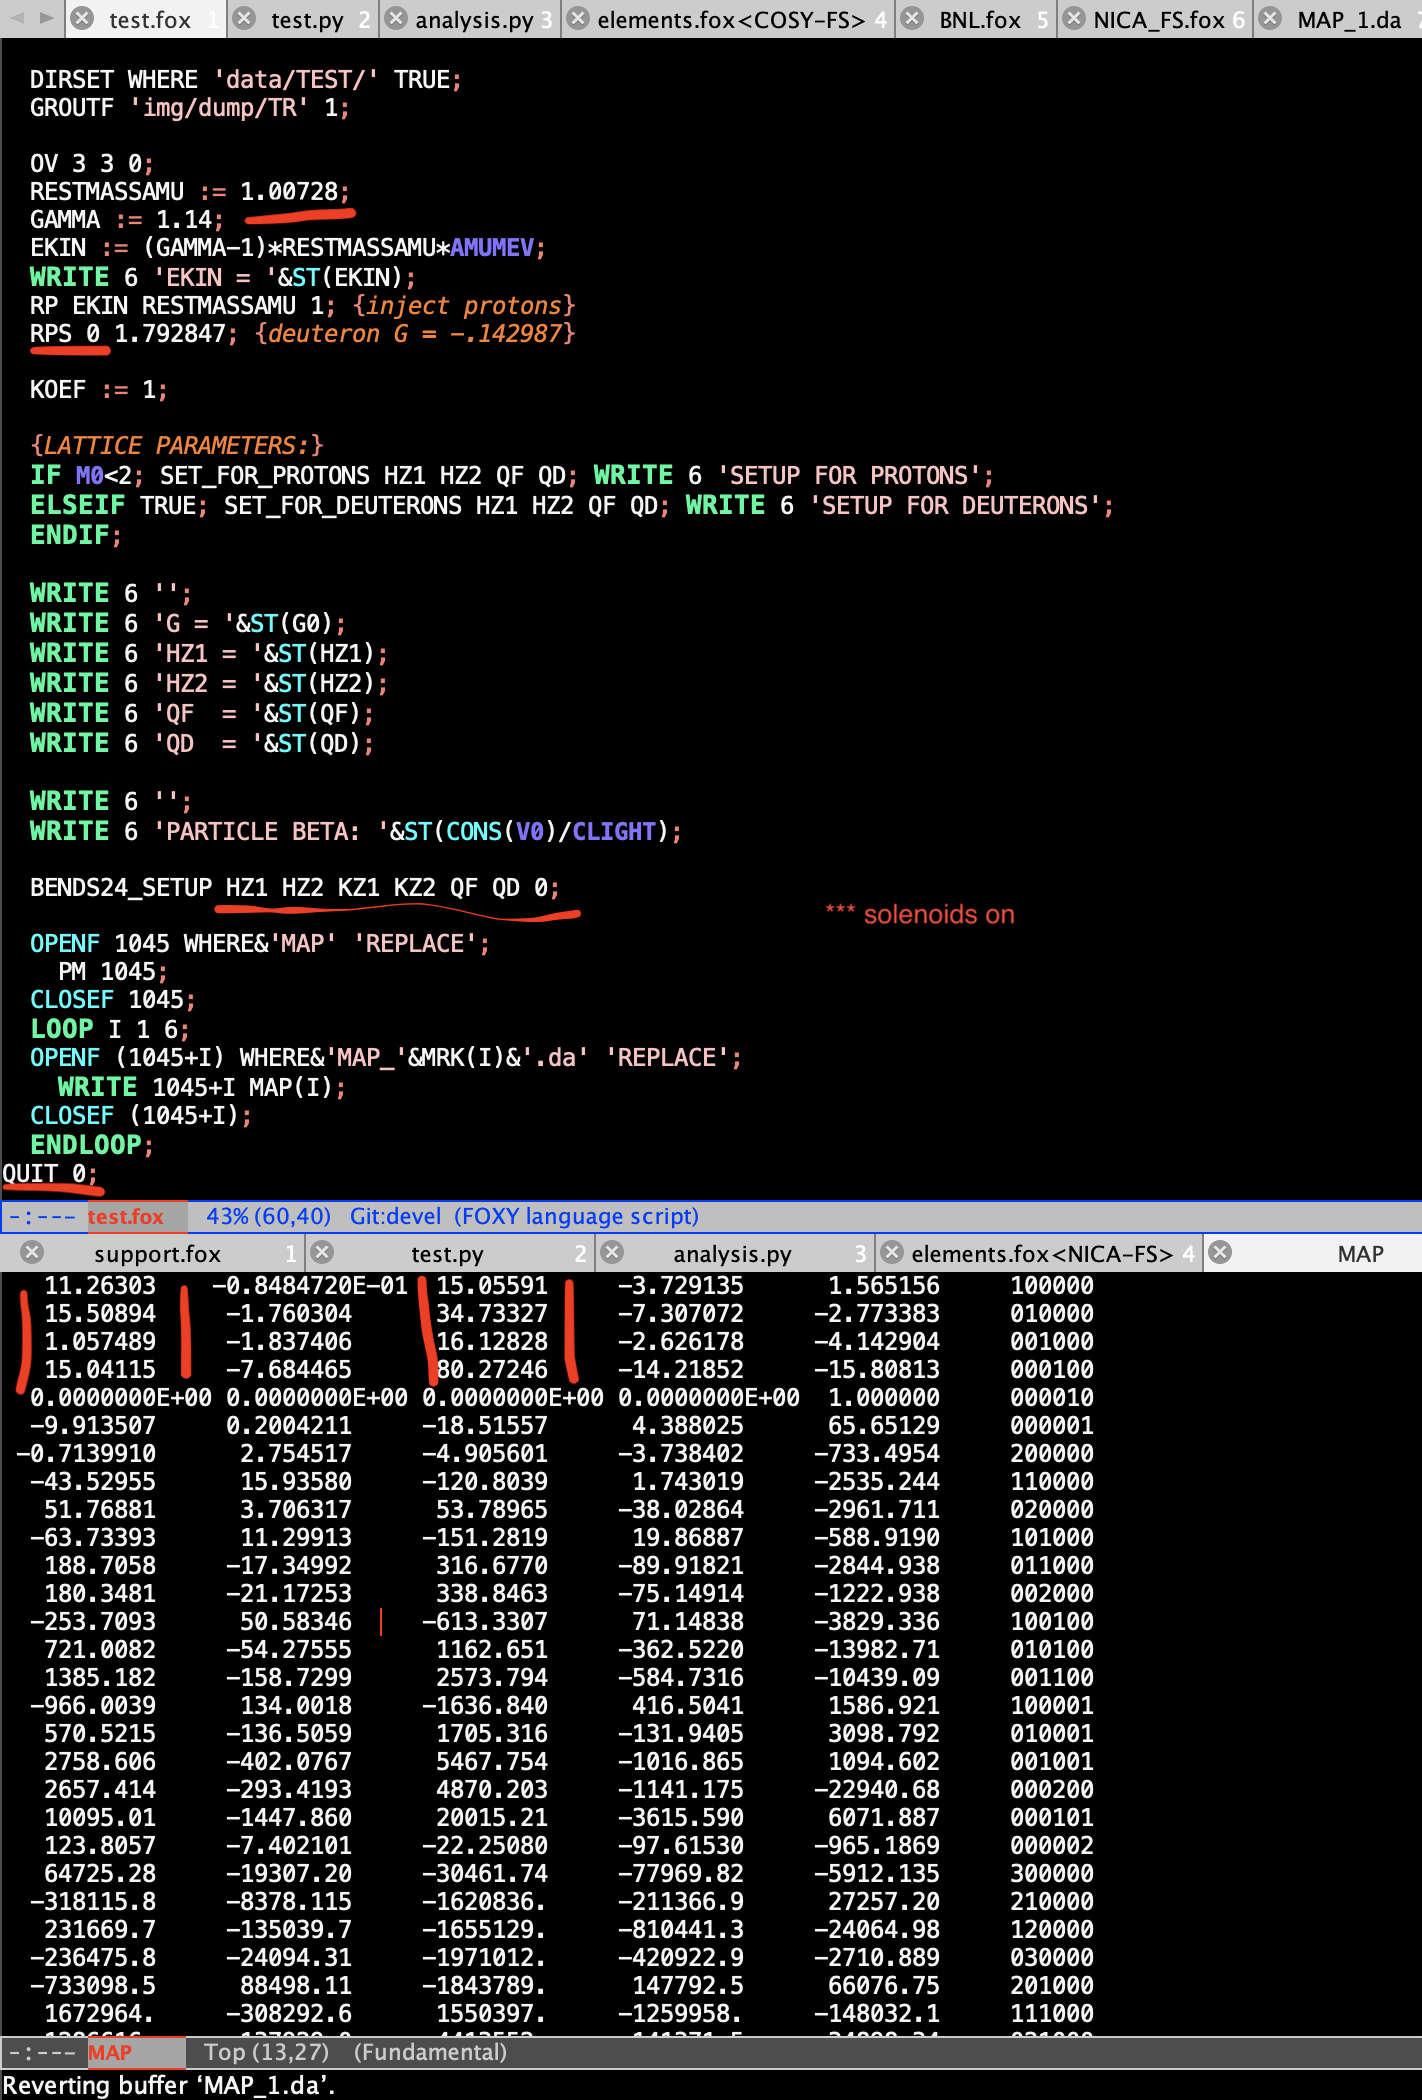 test.fox 1 test.py 2 analysis.py 3 elements.fox<COSY-FS> 4 BNL.fox 5 NICA_FS.fox 6 MAP_1.da
DIRSET WHERE 'data/TEST/' TRUE;
GROUTF 'img/dump/TR' 1;
OV 3 3 0;
RESTMASSAMU := 1.00728;
GAMMA := 1.14;
EKIN := (GAMMA-1)*RESTMASSAMU*AMUMEV;
WRITE 6 'EKIN = '&ST(EKIN);
RP EKIN RESTMASSAMU 1; {inject protons}
RPS 0 1.792847; {deuteron G = -.142987}
KOEF := 1;
{LATTICE PARAMETERS:}
IF M0<2; SET_FOR_PROTONS HZ1 HZ2 QF QD; WRITE 6 'SETUP FOR PROTONS';
ELSEIF TRUE; SET_FOR_DEUTERONS HZ1 HZ2 QF QD; WRITE 6 'SETUP FOR DEUTERONS';
ENDIF;
WRITE 6 '';
WRITE 6 'G = '&ST(G0);
WRITE 6 'HZ1 = '&ST(HZ1);
WRITE 6 'HZ2 = '&ST(HZ2);
WRITE 6 'QF  = '&ST(QF);
WRITE 6 'QD  = '&ST(QD);
WRITE 6 '';
WRITE 6 'PARTICLE BETA: '&ST(CONS(V0)/CLIGHT);
BENDS24_SETUP HZ1 HZ2 KZ1 KZ2 QF QD 0;
*** solenoids on
OPENF 1045 WHERE&'MAP' 'REPLACE';
PM 1045;
CLOSEF 1045;
LOOP I 1 6;
OPENF (1045+I) WHERE&'MAP_'&MRK(I)&'.da' 'REPLACE';
WRITE 1045+I MAP(I);
CLOSEF (1045+I);
ENDLOOP;
QUIT 0;
-:--- test.fox 43% (60,40) Git:devel (FOXY language script)
support.fox 1 test.py 2 analysis.py 3 elements.fox<NICA-FS> 4 MAP
11.26303 -0.8484720E-01 15.05591 -3.729135 1.565156 100000
15.50894 -1.760304 34.73327 -7.307072 -2.773383 010000
1.057489 -1.837406 16.12828 -2.626178 -4.142904 001000
15.04115 -7.684465 80.27246 -14.21852 -15.80813 000100
0.0000000E+00 0.0000000E+00 0.0000000E+00 0.0000000E+00 1.000000 000010
-9.913507 0.2004211 -18.51557 4.388025 65.65129 000001
-0.7139910 2.754517 -4.905601 -3.738402 -733.4954 200000
-43.52955 15.93580 -120.8039 1.743019 -2535.244 110000
51.76881 3.706317 53.78965 -38.02864 -2961.711 020000
-63.73393 11.29913 -151.2819 19.86887 -588.9190 101000
188.7058 -17.34992 316.6770 -89.91821 -2844.938 011000
180.3481 -21.17253 338.8463 -75.14914 -1222.938 002000
-253.7093 50.58346 -613.3307 71.14838 -3829.336 100100
721.0082 -54.27555 1162.651 -362.5220 -13982.71 010100
1385.182 -158.7299 2573.794 -584.7316 -10439.09 001100
-966.0039 134.0018 -1636.840 416.5041 1586.921 100001
570.5215 -136.5059 1705.316 -131.9405 3098.792 010001
2758.606 -402.0767 5467.754 -1016.865 1094.602 001001
2657.414 -293.4193 4870.203 -1141.175 -22940.68 000200
10095.01 -1447.860 20015.21 -3615.590 6071.887 000101
123.8057 -7.402101 -22.25080 -97.61530 -965.1869 000002
64725.28 -19307.20 -30461.74 -77969.82 -5912.135 300000
-318115.8 -8378.115 -1620836. -211366.9 27257.20 210000
231669.7 -135039.7 -1655129. -810441.3 -24064.98 120000
-236475.8 -24094.31 -1971012. -420922.9 -2710.889 030000
-733098.5 88498.11 -1843789. 147792.5 66076.75 201000
1672964. -308292.6 1550397. -1259958. -148032.1 111000
-:--- MAP Top (13,27) (Fundamental)
Reverting buffer ‘MAP_1.da’.